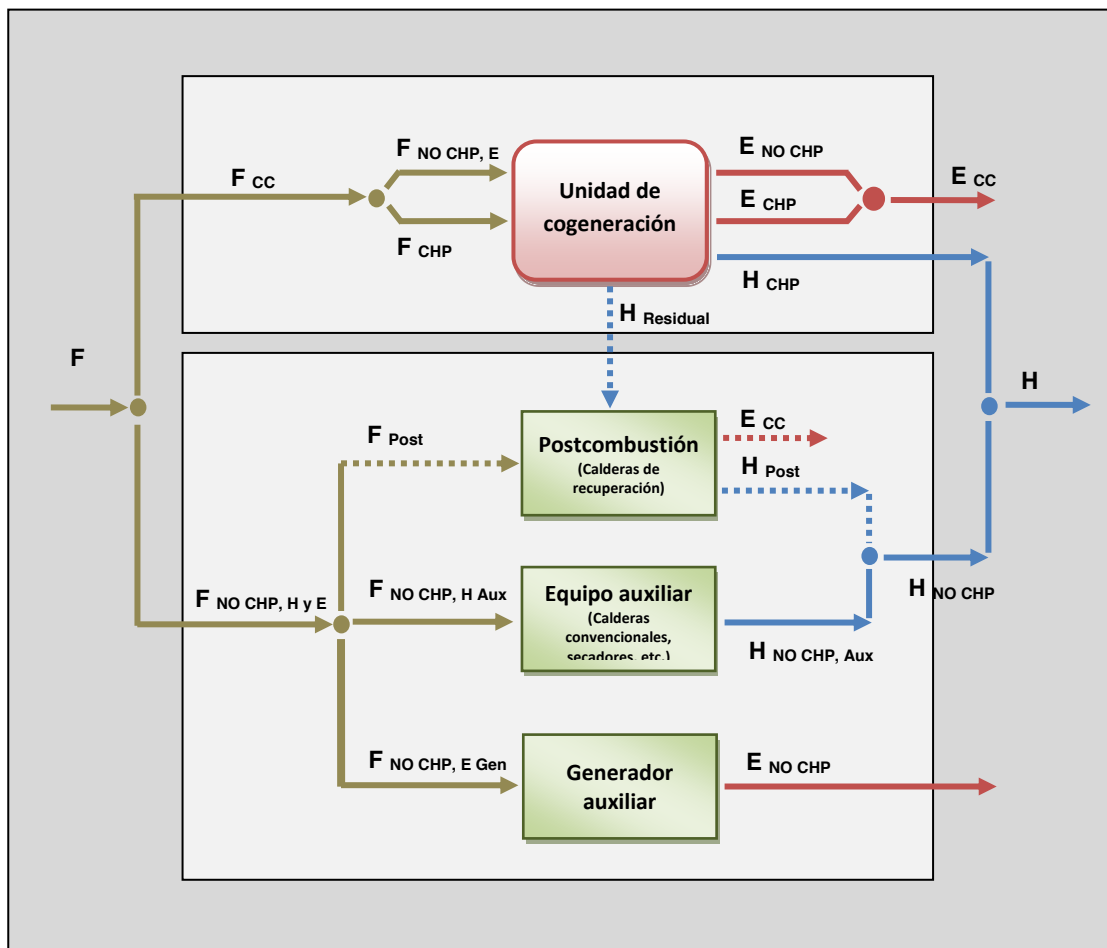 F NO CHP, E
E NO CHP
F CC
Unidad de
cogeneración
E CHP
E CC
F CHP
H CHP
H Residual
F
H
F Post
Postcombustión
(Calderas de
recuperación)
E CC
H Post
F NO CHP, H y E
F NO CHP, H Aux
Equipo auxiliar
(Calderas
convencionales,
secadores, etc.)
H NO CHP, Aux
H NO CHP
F NO CHP, E Gen
Generador
auxiliar
E NO CHP